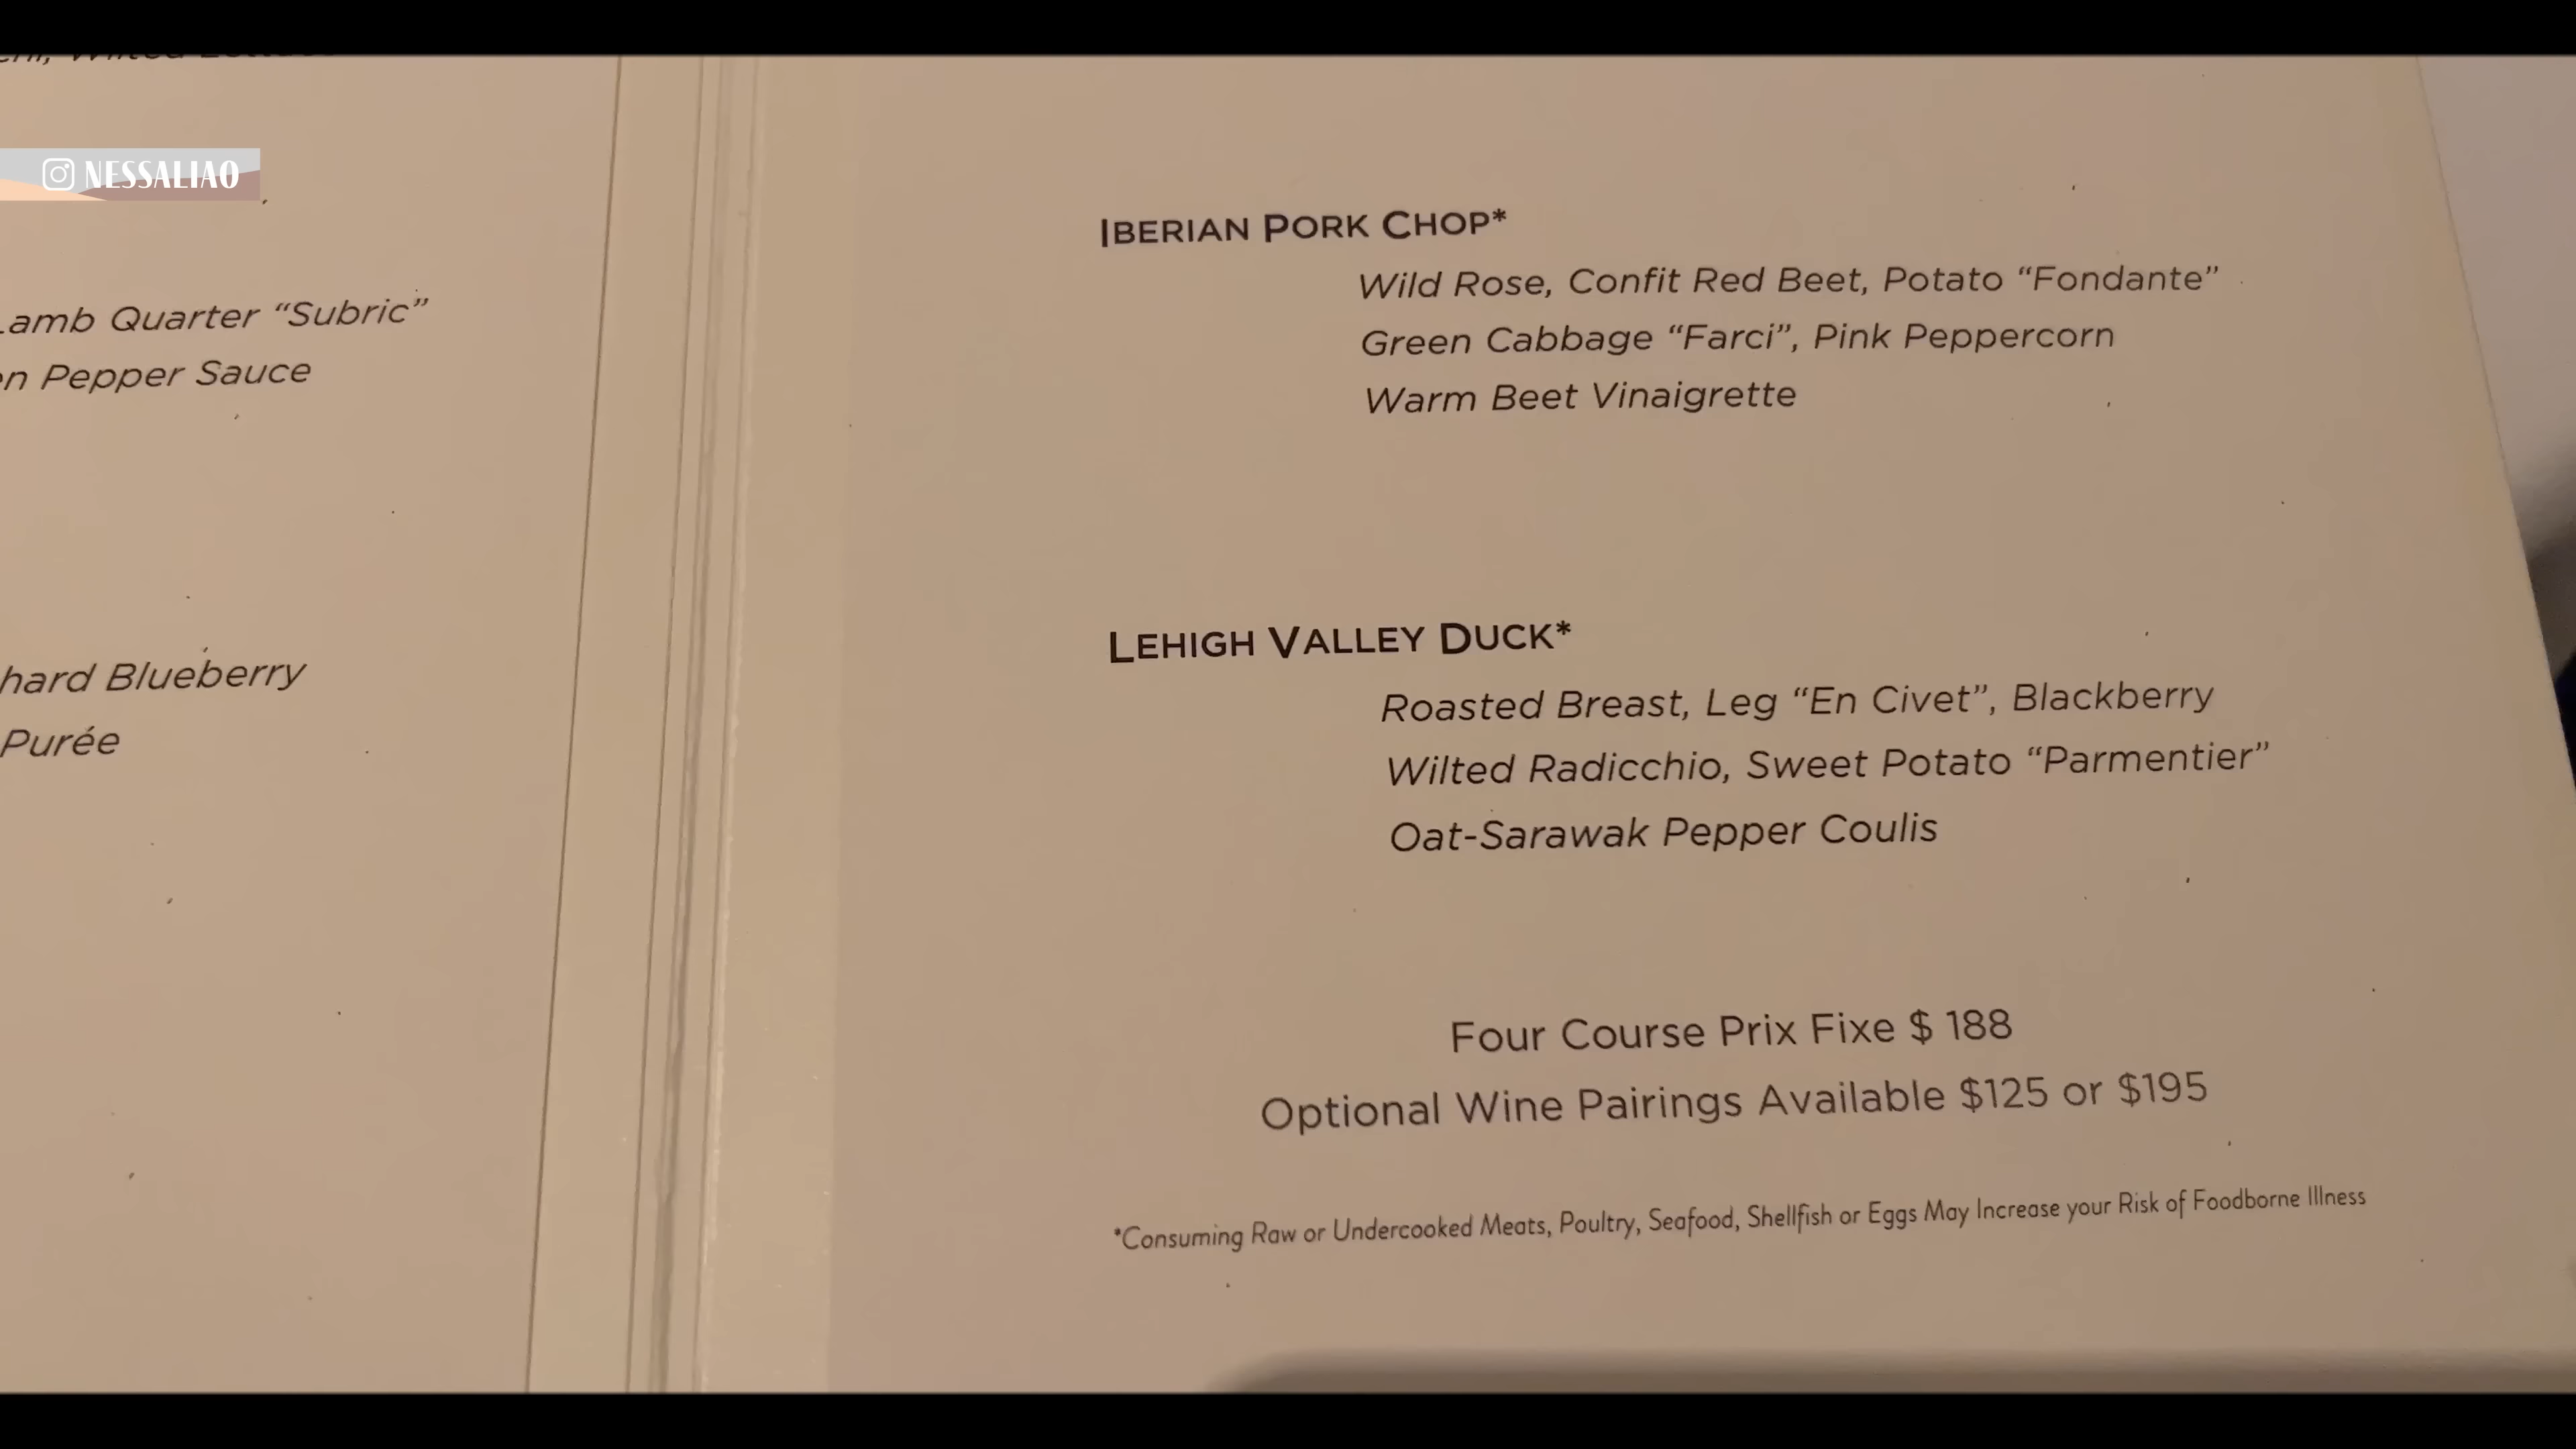 Wilted
NESSALIAO
Quarter “Subric”
Pepper Sauce
Blueberry
Purée
IBERIAN PORK CHOP*
Wild Rose, Confit Red Beet, Potato “Fondante”
Green Cabbage “Farci”, Pink Peppercorn
Warm Beet Vinaigrette
LEHIGH VALLEY DUCK*
Roasted Breast, Leg “En Civet”, Blackberry
Wilted Radicchio, Sweet Potato “Parmentier”
Oat-Sarawak Pepper Coulis
Four Course Prix Fixe $ 188
Optional Wine Pairings Available $125 or $195
*Consuming Raw or Undercooked Meats, Poultry, Seafood, Shellfish or Eggs May Increase your Risk of Foodborne Illness